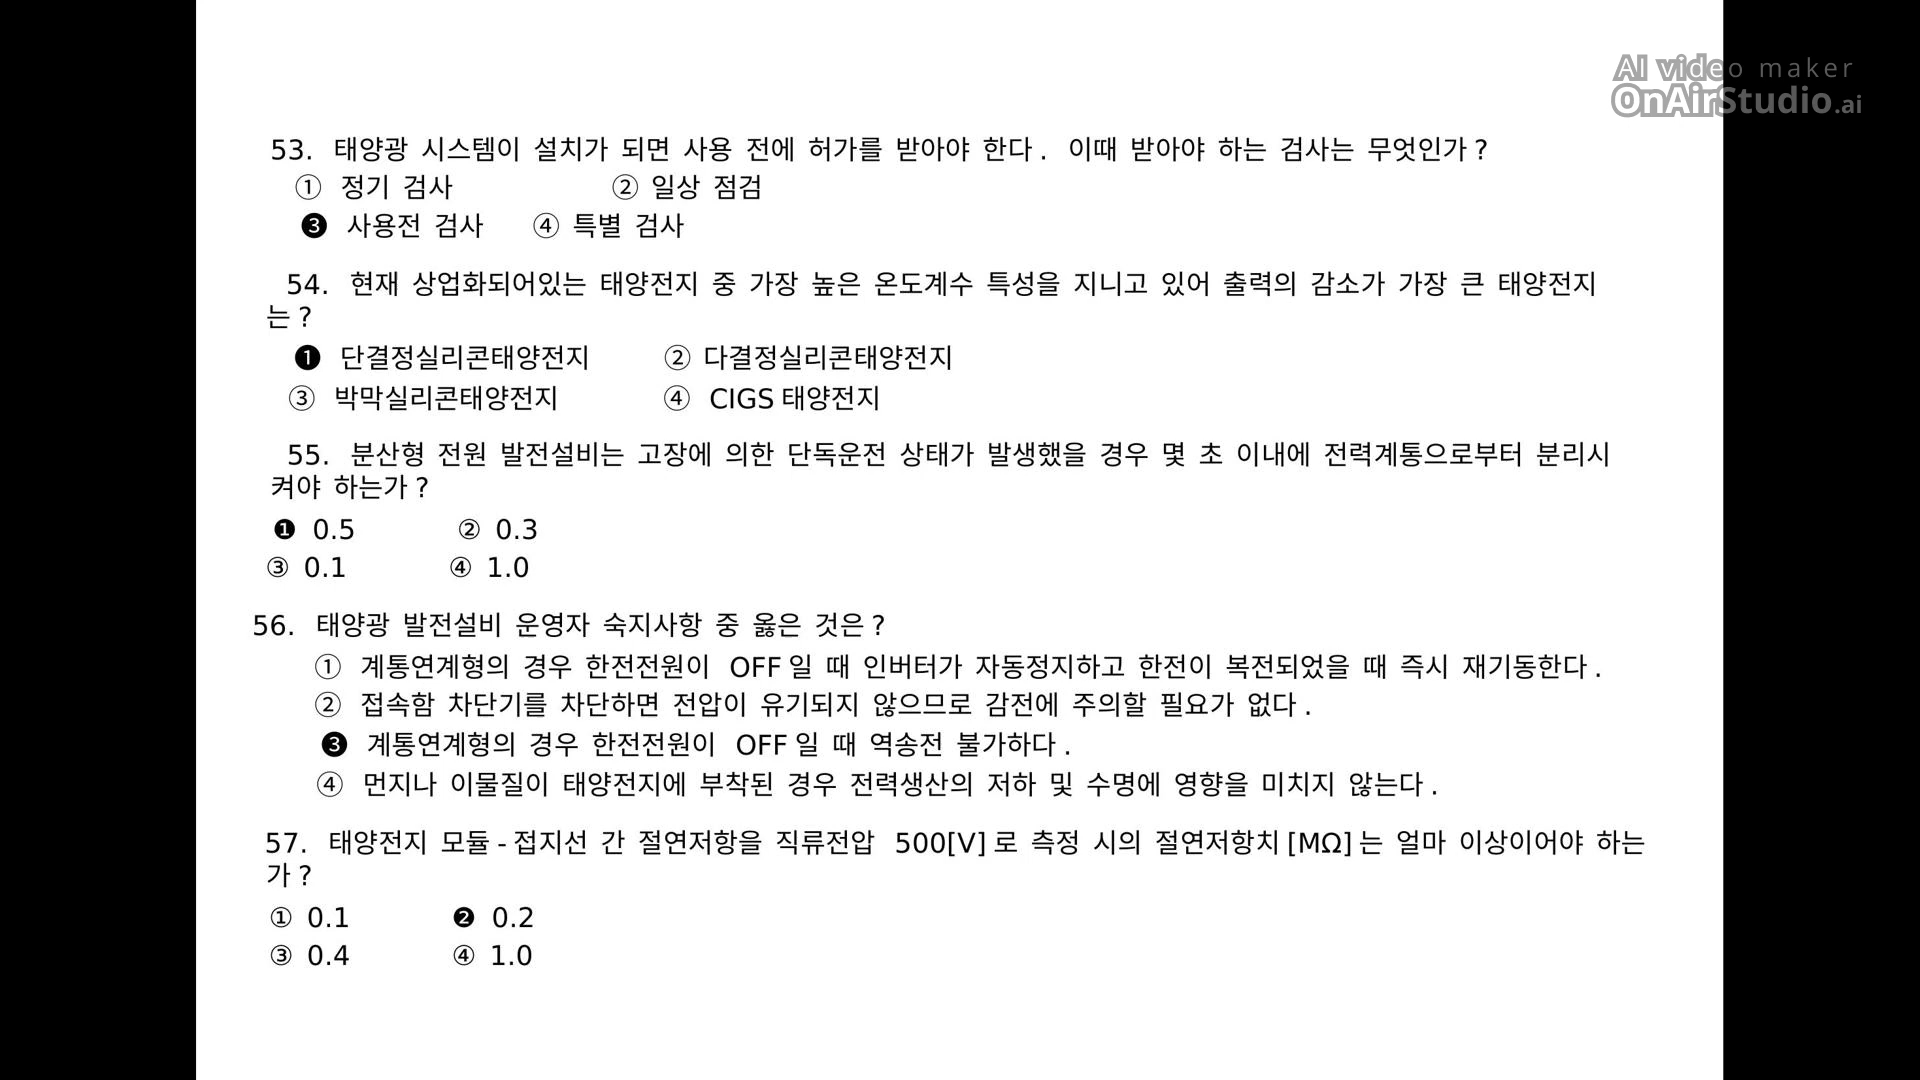 AI video maker
OnAirStudio.ai
53. 태양광 시스템이 설치가 되면 사용 전에 허가를 받아야 한다. 이때 받아야 하는 검사는 무엇인가?
① 정기 검사 ② 일상 점검
❸ 사용전 검사 ④ 특별 검사
54. 현재 상업화되어있는 태양전지 중 가장 높은 온도계수 특성을 지니고 있어 출력의 감소가 가장 큰 태양전지
는?
❶ 단결정실리콘태양전지 ② 다결정실리콘태양전지
③ 박막실리콘태양전지 ④ CIGS태양전지
55. 분산형 전원 발전설비는 고장에 의한 단독운전 상태가 발생했을 경우 몇 초 이내에 전력계통으로부터 분리시
켜야 하는가?
❶ 0.5 ② 0.3
③ 0.1 ④ 1.0
56. 태양광 발전설비 운영자 숙지사항 중 옳은 것은?
① 계통연계형의 경우 한전전원이 OFF일 때 인버터가 자동정지하고 한전이 복전되었을 때 즉시 재기동한다.
② 접속함 차단기를 차단하면 전압이 유기되지 않으므로 감전에 주의할 필요가 없다.
❸ 계통연계형의 경우 한전전원이 OFF일 때 역송전 불가하다.
④ 먼지나 이물질이 태양전지에 부착된 경우 전력생산의 저하 및 수명에 영향을 미치지 않는다.
57. 태양전지 모듈-접지선 간 절연저항을 직류전압 500[V]로 측정 시의 절연저항치[MΩ]는 얼마 이상이어야 하는
가?
① 0.1 ❷ 0.2
③ 0.4 ④ 1.0